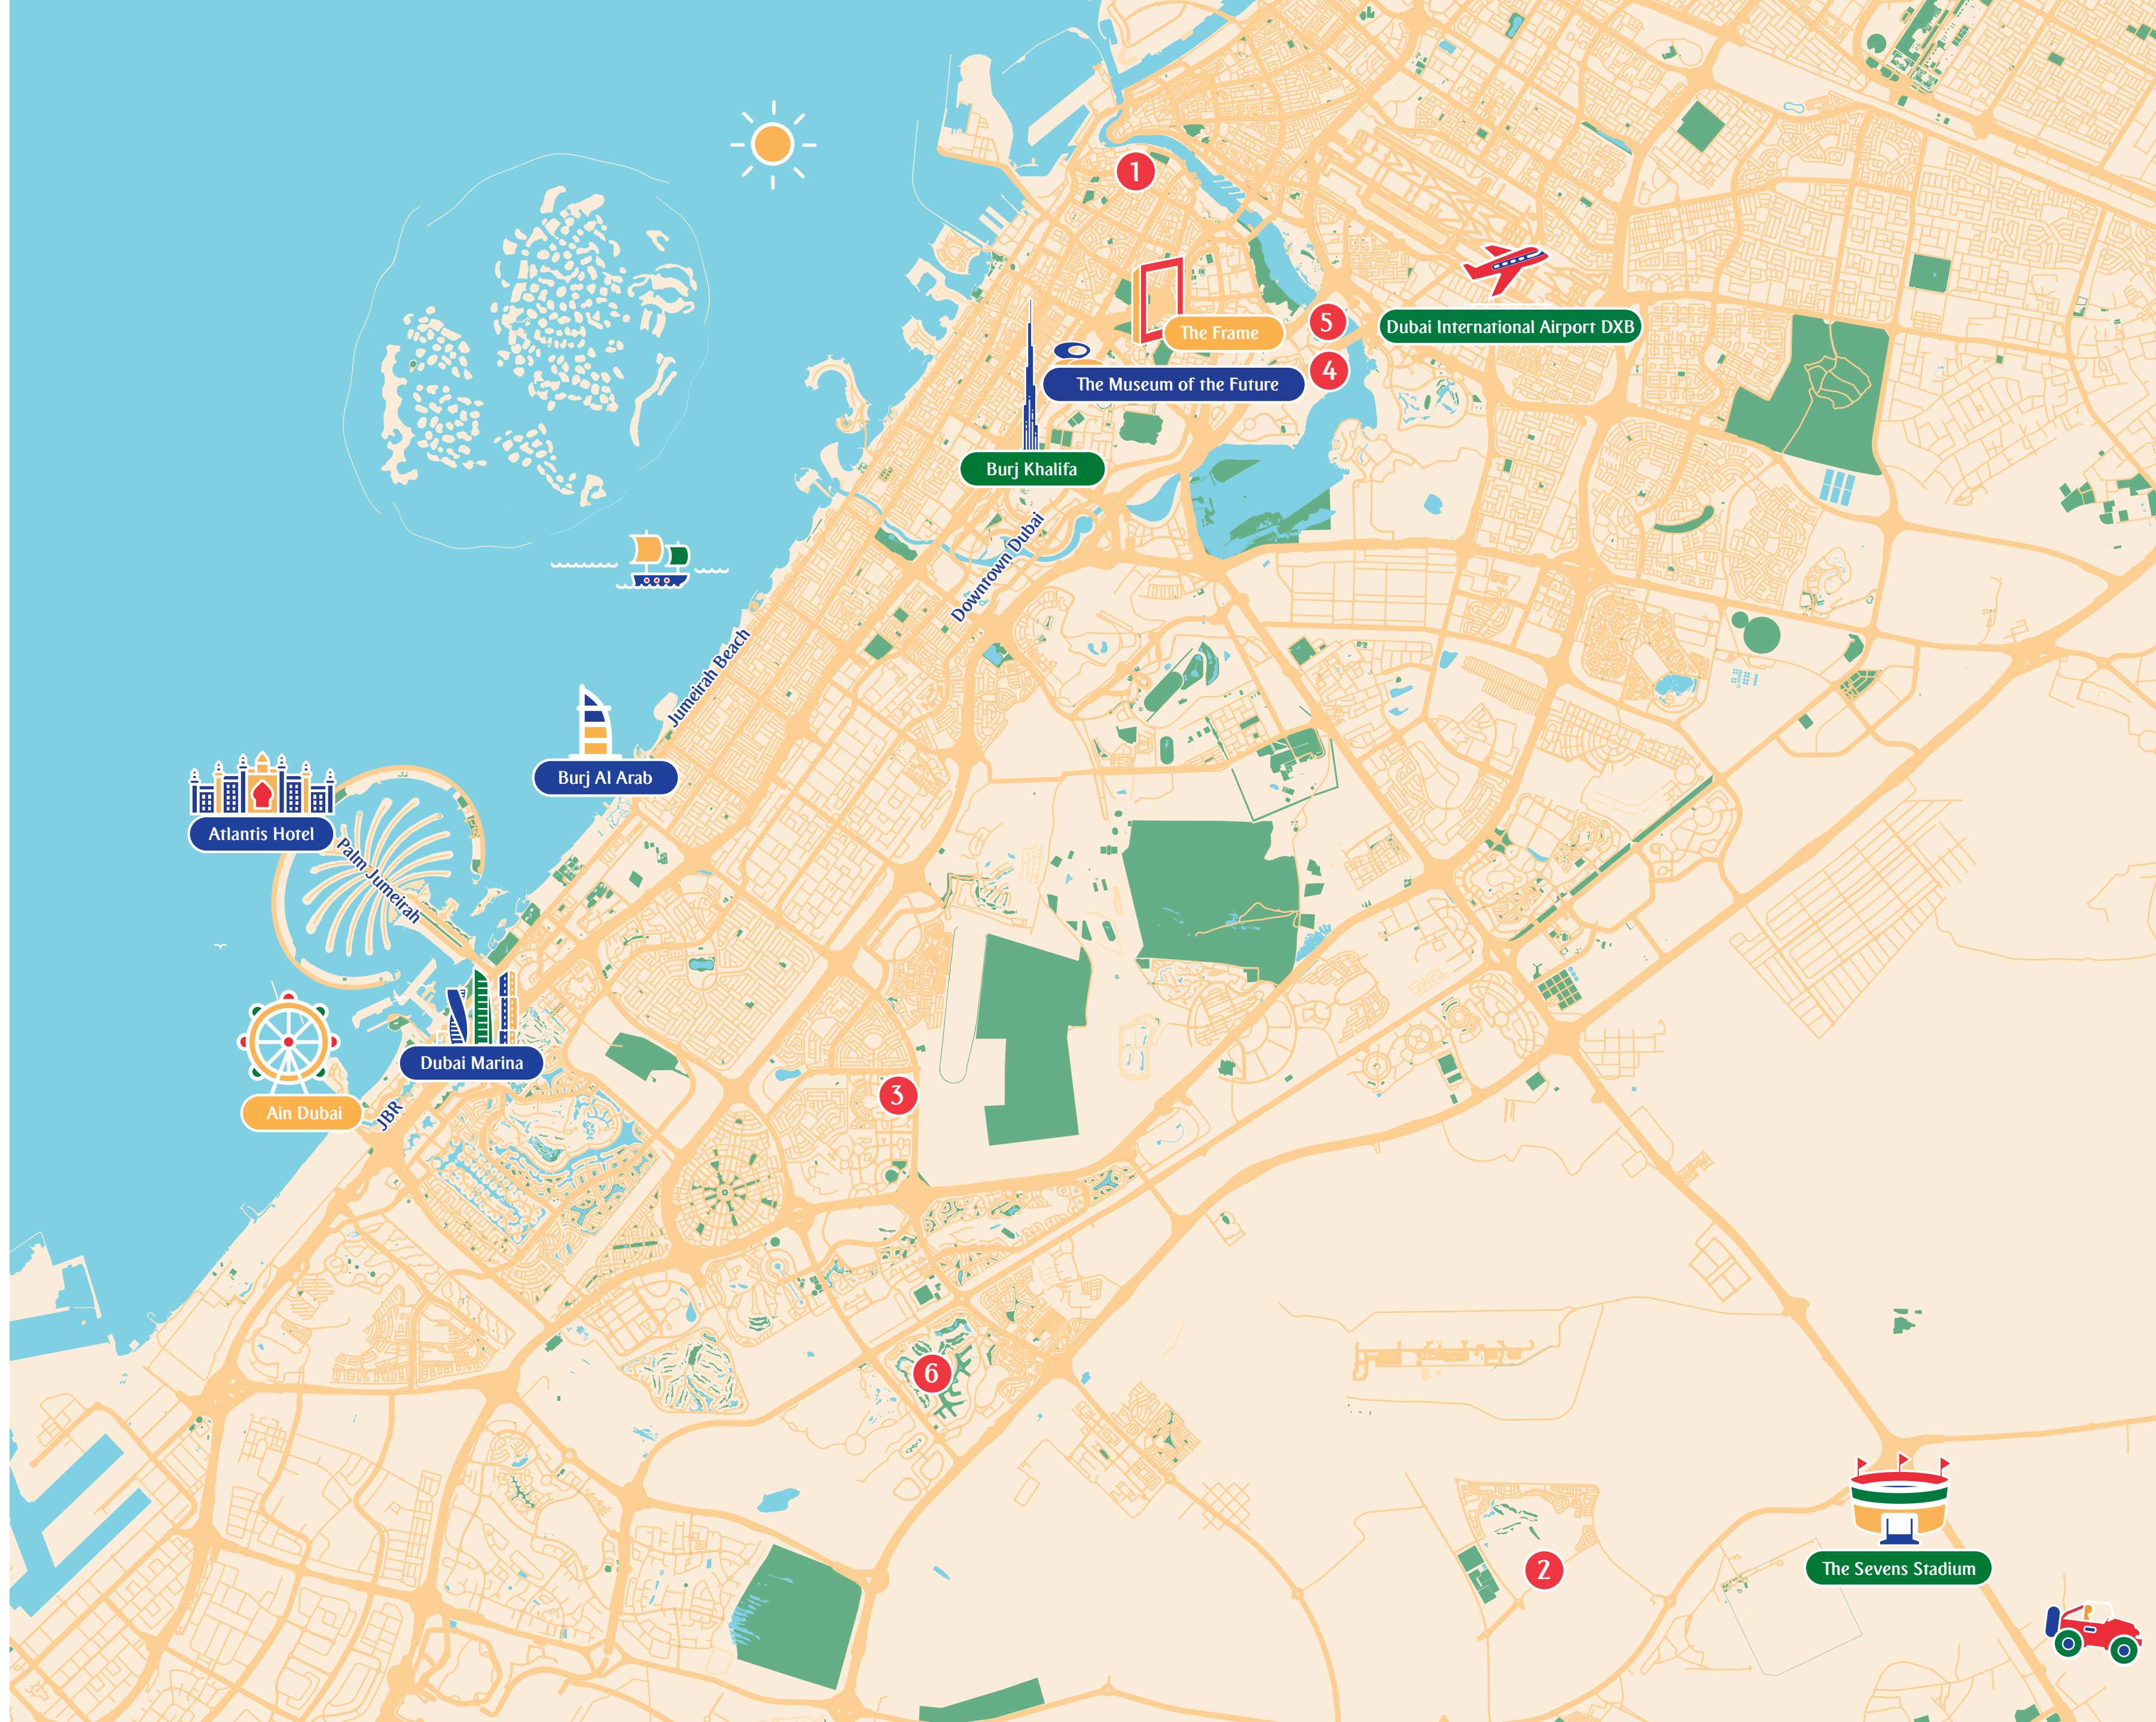 1
The Frame
5
Dubai International Airport DXB
4
The Museum of the Future
Burj Khalifa
Downtown Dubai
Jumeirah Beach
Burj Al Arab
Atlantis Hotel
Palm Jumeirah
Dubai Marina
3
Ain Dubai
JBR
6
2
The Sevens Stadium